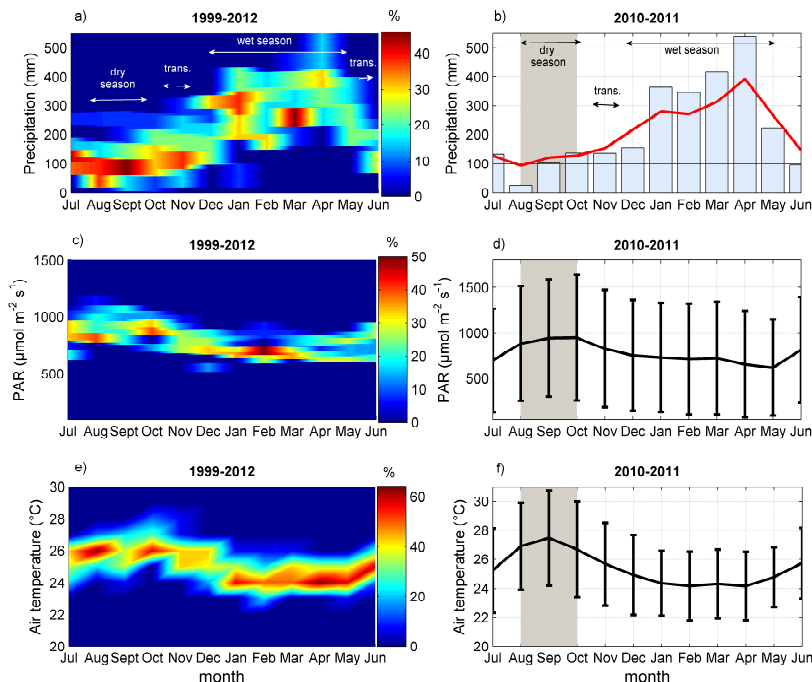 a)
1999-2012
%
Precipitation (mm)
500
400
300
200
100
0
dry
season
trans.
wet season
trans.
40
30
20
10
0
Jul Aug Sept Oct Nov Dec Jan Feb Mar Apr May Jun
b)
2010-2011
Precipitation (mm)
500
400
300
200
100
0
dry
season
trans.
wet season
Jul Aug Sep Oct Nov Dec Jan Feb Mar Apr May Jun
c)
1999-2012
%
PAR (µmol m⁻² s⁻¹)
1500
1000
500
50
40
30
20
10
0
Jul Aug Sept Oct Nov Dec Jan Feb Mar Apr May Jun
d)
2010-2011
PAR (µmol m⁻² s⁻¹)
1500
1000
500
0
Jul Aug Sep Oct Nov Dec Jan Feb Mar Apr May Jun
e)
1999-2012
%
Air temperature (°C)
30
28
26
24
22
20
60
50
40
30
20
10
0
Jul Aug Sept Oct Nov Dec Jan Feb Mar Apr May Jun
month
f)
2010-2011
Air temperature (°C)
31
30
28
26
24
22
20
Jul Aug Sep Oct Nov Dec Jan Feb Mar Apr May Jun
month